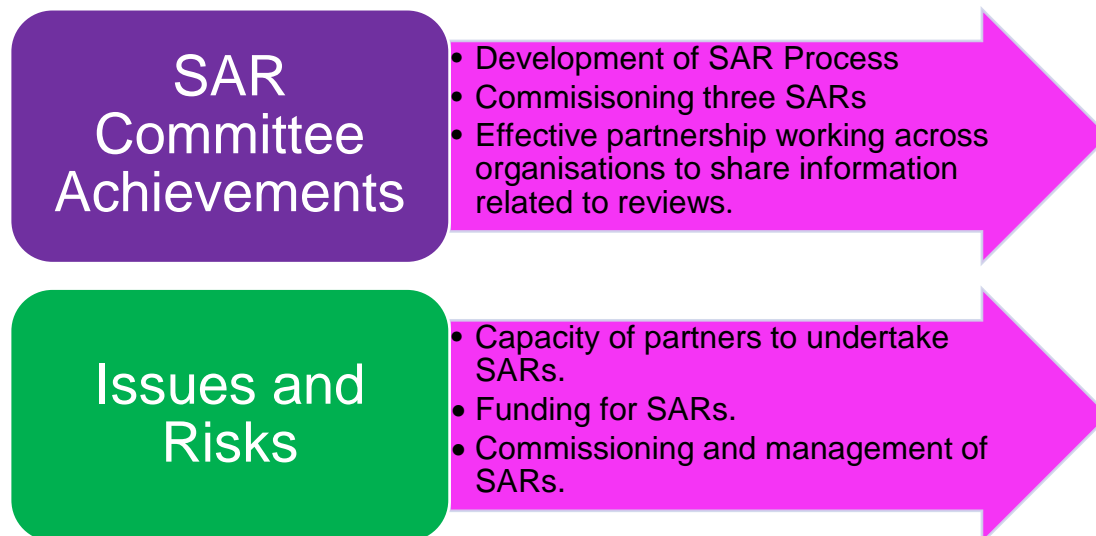 SAR
Committee
Achievements
• Development of SAR Process
• Commisisoning three SARs
• Effective partnership working across
organisations to share information
related to reviews.
Issues and
Risks
• Capacity of partners to undertake
SARs.
• Funding for SARs.
• Commissioning and management of
SARs.